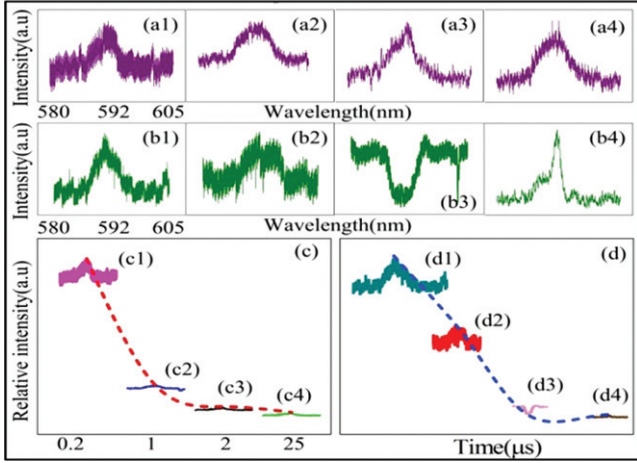 Intensity(a.u)
(a1)
(a2)
(a3)
(a4)
580 592 605
Wavelength(nm)
Intensity(a.u)
(b1)
(b2)
(b3)
(b4)
580 592 605
Wavelength(nm)
Relative intensity(a.u)
(c1)
(c)
(c2)
(c3)
(c4)
0.2 1 2 25
(d1)
(d)
(d2)
(d3)
(d4)
Time(μs)